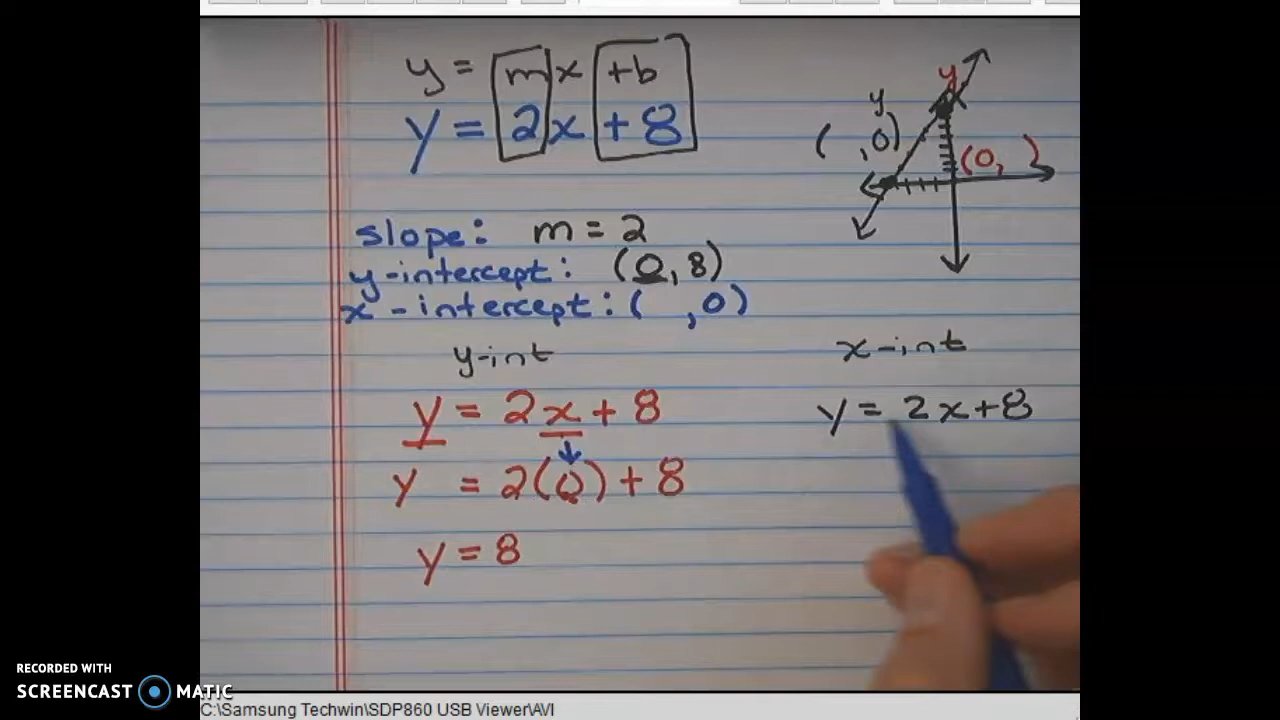 y = mx +b
y = 2x + 8
y
y
( ,0)
(0, )
slope: m = 2
y-intercept: (0, 8)
x-intercept: ( ,0)
y-int
x-int
y = 2x + 8
y = 2x+8
y = 2(0) + 8
y = 8
RECORDED WITH
SCREENCAST MATIC
C:\Samsung Techwin\SDP860 USB Viewer\AVI